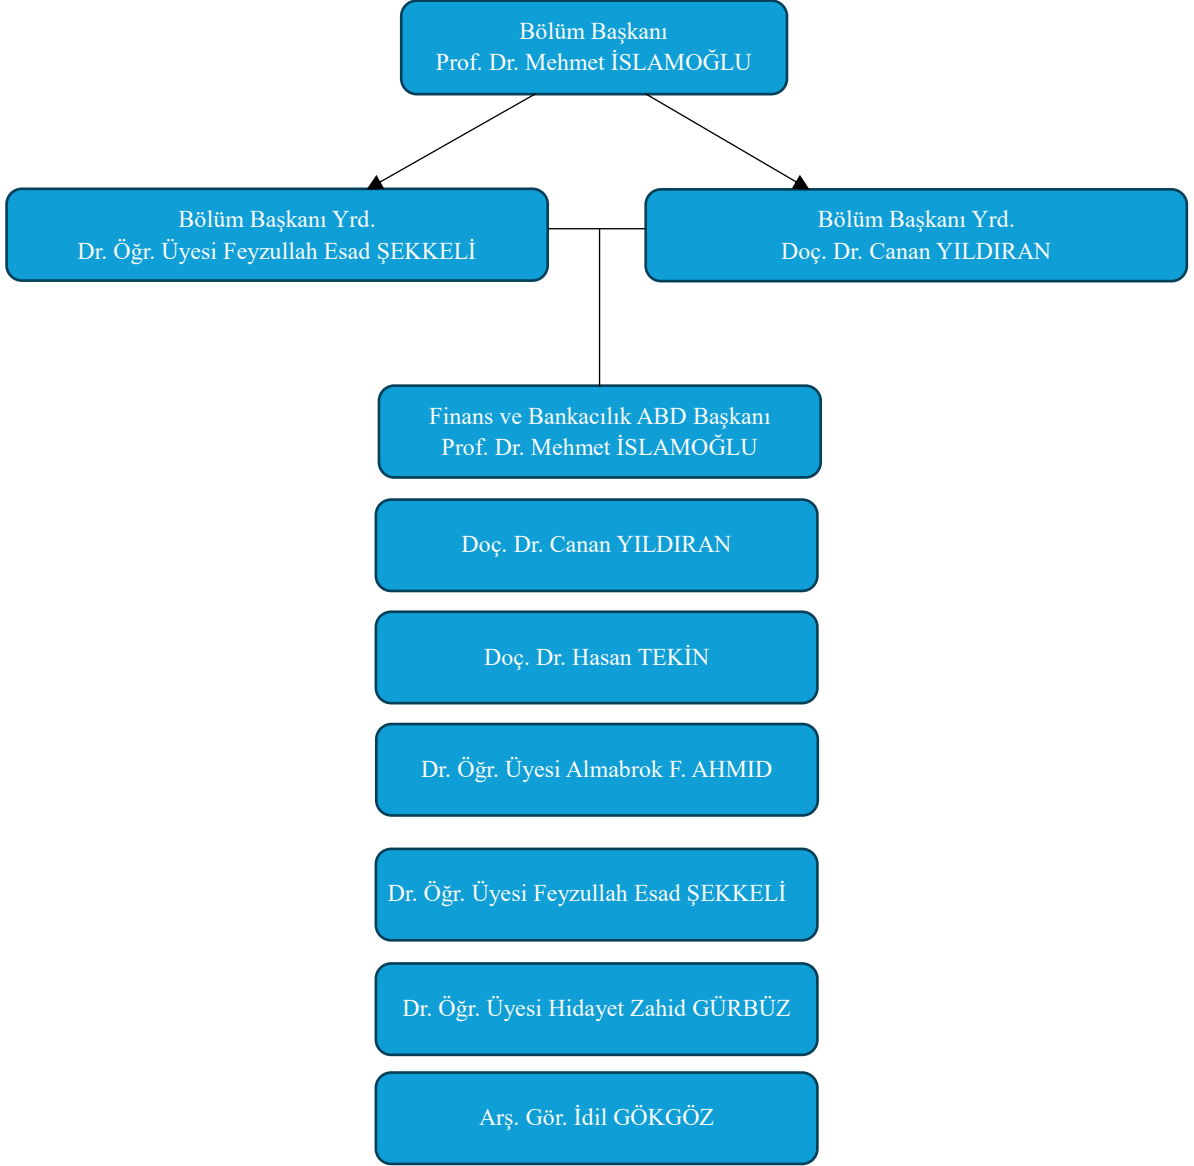 Bölüm Başkanı
Prof. Dr. Mehmet İSLAMOĞLU
Bölüm Başkanı Yrd.
Dr. Öğr. Üyesi Feyzullah Esad ŞEKKELİ
Bölüm Başkanı Yrd.
Doç. Dr. Canan YILDIRAN
Finans ve Bankacılık ABD Başkanı
Prof. Dr. Mehmet İSLAMOĞLU
Doç. Dr. Canan YILDIRAN
Doç. Dr. Hasan TEKİN
Dr. Öğr. Üyesi Almabrok F. AHMID
Dr. Öğr. Üyesi Feyzullah Esad ŞEKKELİ
Dr. Öğr. Üyesi Hidayet Zahid GÜRBÜZ
Arş. Gör. İdil GÖKGÖZ